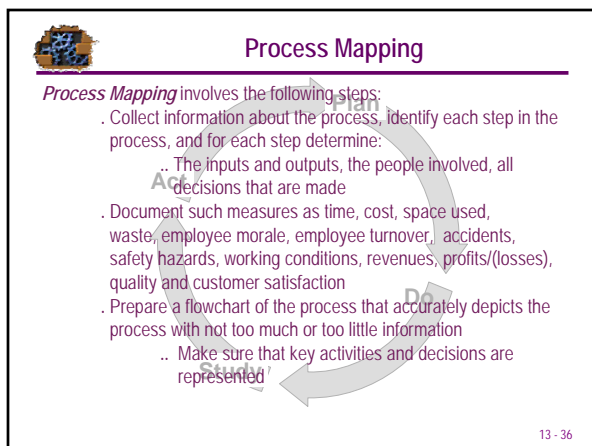 Process Mapping
Process Mapping involves the following steps:
Plan
. Collect information about the process, identify each step in the
process, and for each step determine:
.. The inputs and outputs, the people involved, all
Act
decisions that are made
. Document such measures as time, cost, space used,
waste, employee morale, employee turnover, accidents,
safety hazards, working conditions, revenues, profits/(losses),
quality and customer satisfaction
Do
. Prepare a flowchart of the process that accurately depicts the
process with not too much or too little information
.. Make sure that key activities and decisions are
Study
represented
13 - 36